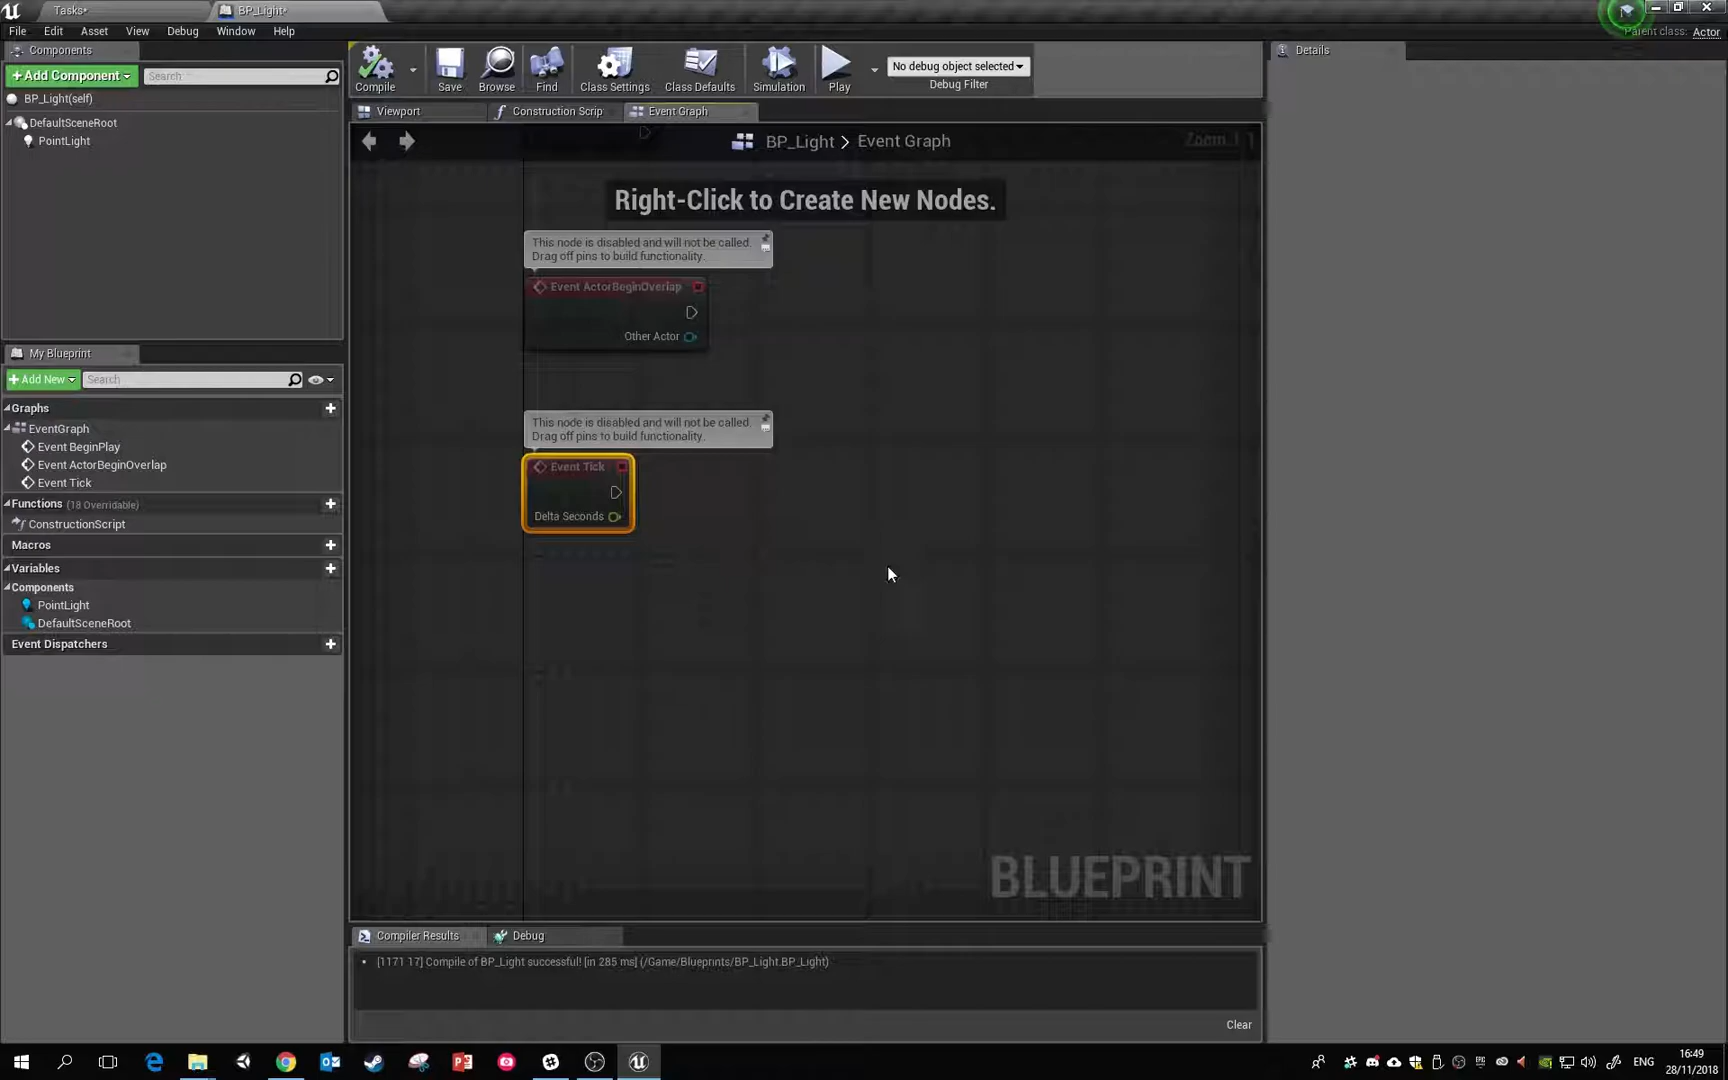 Tasks*
BP_Light*
File Edit Asset View Debug Window Help
Parent class: Actor
Components
+Add Component
Search
BP_Light(self)
DefaultSceneRoot
PointLight
Compile
Save
Browse
Find
Class Settings
Class Defaults
Simulation
Play
No debug object selected
Debug Filter
Details
Viewport
Construction Scrip
Event Graph
BP_Light > Event Graph
Zoom 1:1
Right-Click to Create New Nodes.
This node is disabled and will not be called.
Drag off pins to build functionality.
Event ActorBeginOverlap
Other Actor
This node is disabled and will not be called.
Drag off pins to build functionality.
Event Tick
Delta Seconds
BLUEPRINT
My Blueprint
+Add New
Search
Graphs
EventGraph
Event BeginPlay
Event ActorBeginOverlap
Event Tick
Functions (18 Overridable)
ConstructionScript
Macros
Variables
Components
PointLight
DefaultSceneRoot
Event Dispatchers
Compiler Results
Debug
[1171 17] Compile of BP_Light successful! [in 285 ms] (/Game/Blueprints/BP_Light.BP_Light)
Clear
ENG
16:49
28/11/2018